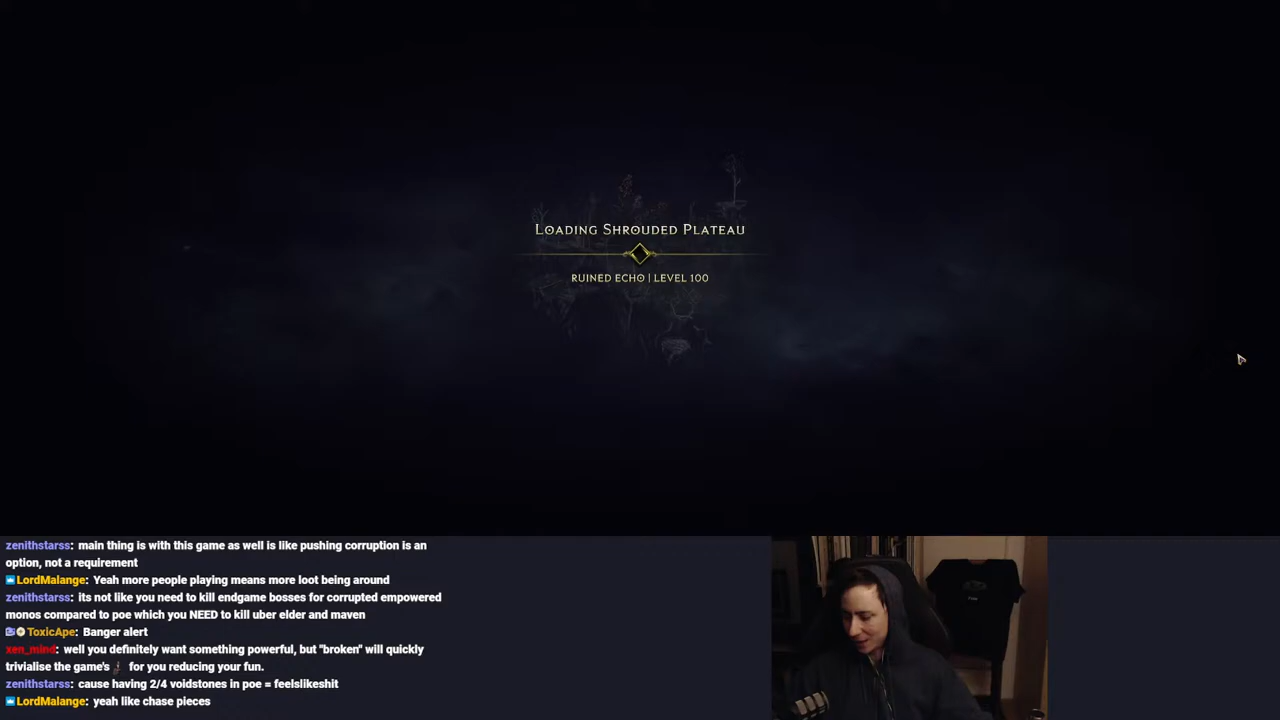 Loading Shrouded Plateau
RUINED ECHO | LEVEL 100
zenithstarss: main thing is with this game as well is like pushing corruption is an
option, not a requirement
LordMalange: Yeah more people playing means more loot being around
zenithstarss: its not like you need to kill endgame bosses for corrupted empowered
monos compared to poe which you NEED to kill uber elder and maven
ToxicApe: Banger alert
xen_mind: well you definitely want something powerful, but "broken" will quickly
trivialise the game's for you reducing your fun.
zenithstarss: cause having 2/4 voidstones in poe = feelslikeshit
LordMalange: yeah like chase pieces